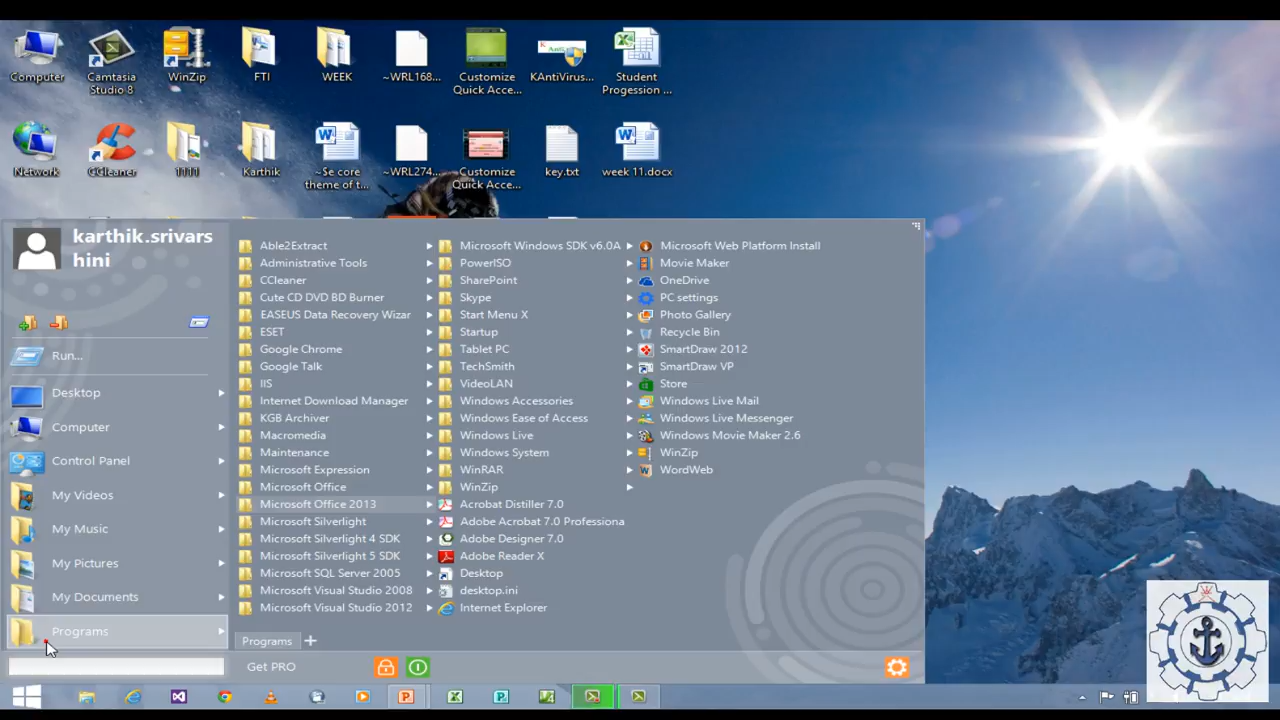 Computer
Camtasia
Studio 8
WinZip
FTI
WEEK
~WRL168...
Customize
Quick Acce...
KAntiVirus...
Student
Progession ...
Network
CCleaner
1111
Karthik
~$e core
theme of t...
~WRL274...
Customize
Quick Acce...
key.txt
week 11.docx
karthik.srivars
hini
Run...
Desktop
Computer
Control Panel
My Videos
My Music
My Pictures
My Documents
Programs
Able2Extract
Administrative Tools
CCleaner
Cute CD DVD BD Burner
EASEUS Data Recovery Wizar
ESET
Google Chrome
Google Talk
IIS
Internet Download Manager
KGB Archiver
Macromedia
Maintenance
Microsoft Expression
Microsoft Office
Microsoft Office 2013
Microsoft Silverlight
Microsoft Silverlight 4 SDK
Microsoft Silverlight 5 SDK
Microsoft SQL Server 2005
Microsoft Visual Studio 2008
Microsoft Visual Studio 2012
Microsoft Windows SDK v6.0A
PowerISO
SharePoint
Skype
Start Menu X
Startup
Tablet PC
TechSmith
VideoLAN
Windows Accessories
Windows Ease of Access
Windows Live
Windows System
WinRAR
WinZip
Acrobat Distiller 7.0
Adobe Acrobat 7.0 Professiona
Adobe Designer 7.0
Adobe Reader X
Desktop
desktop.ini
Internet Explorer
Microsoft Web Platform Install
Movie Maker
OneDrive
PC settings
Photo Gallery
Recycle Bin
SmartDraw 2012
SmartDraw VP
Store
Windows Live Mail
Windows Live Messenger
Windows Movie Maker 2.6
WinZip
WordWeb
Programs +
Get PRO